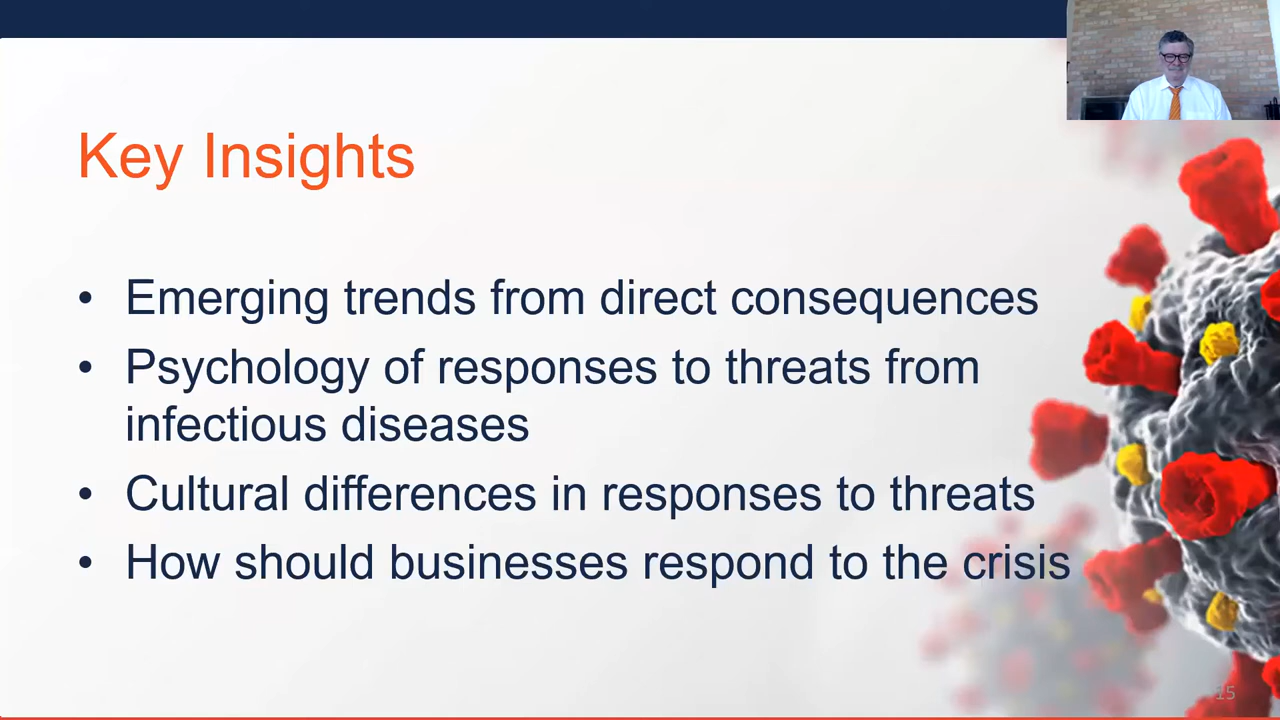 Key Insights
• Emerging trends from direct consequences
• Psychology of responses to threats from
infectious diseases
• Cultural differences in responses to threats
• How should businesses respond to the crisis
15